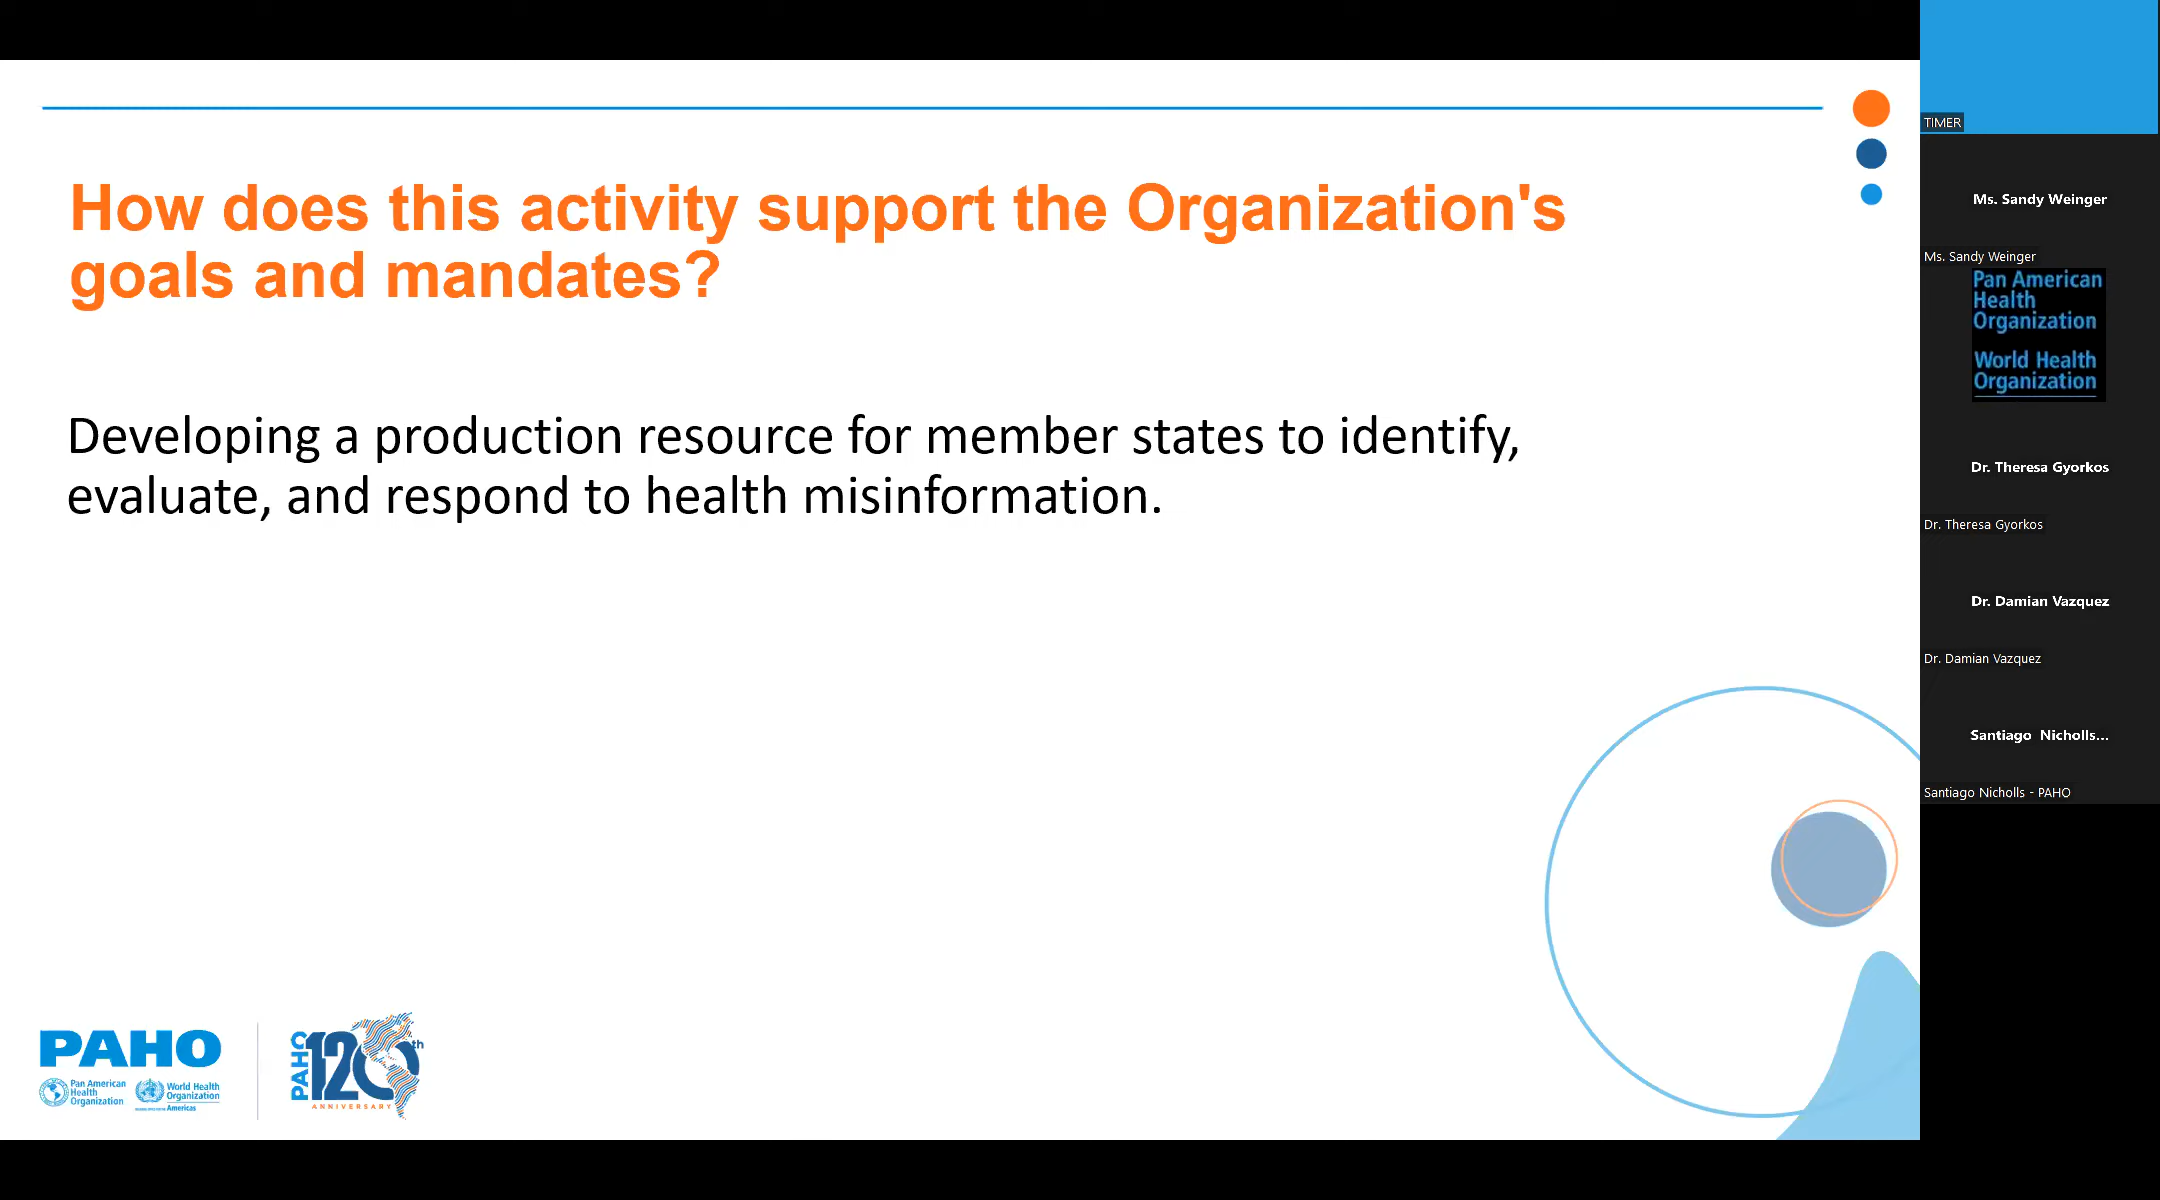 How does this activity support the Organization's
goals and mandates?
Developing a production resource for member states to identify,
evaluate, and respond to health misinformation.
PAHO
Pan American
Health
Organization
World Health
Organization
Americas
PAHO
120th
ANNIVERSARY
TIMER
Ms. Sandy Weinger
Ms. Sandy Weinger
Pan American
Health
Organization
World Health
Organization
Dr. Theresa Gyorkos
Dr. Theresa Gyorkos
Dr. Damian Vazquez
Dr. Damian Vazquez
Santiago Nicholls...
Santiago Nicholls - PAHO